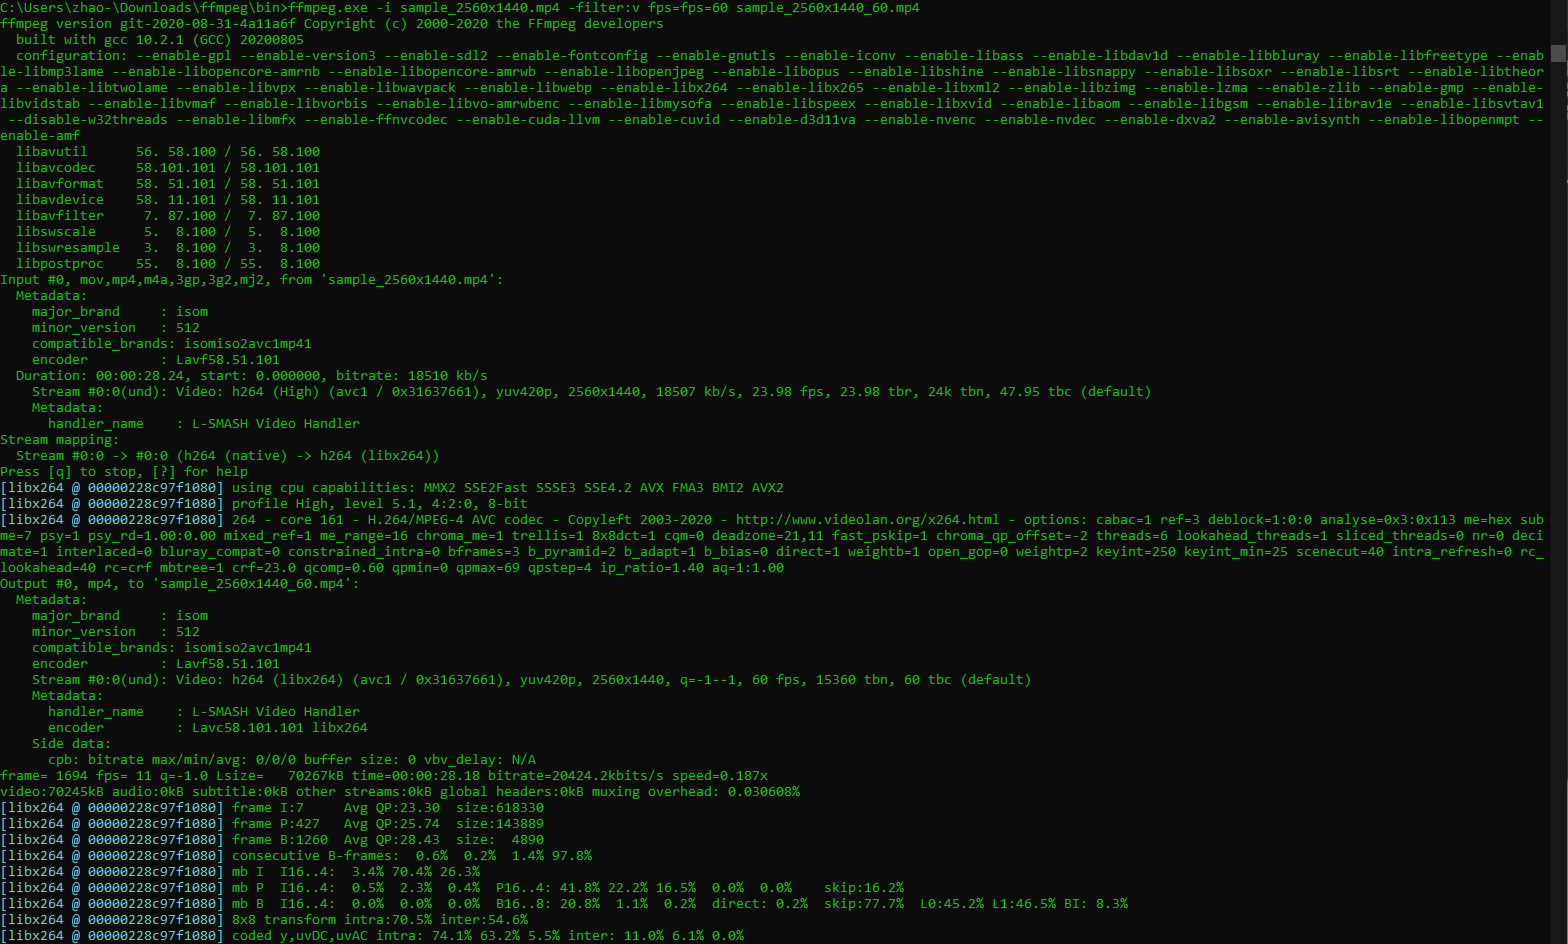 C:\Users\zhao-\Downloads\ffmpeg\bin>ffmpeg.exe -i sample_2560x1440.mp4 -filter:v fps=fps=60 sample_2560x1440_60.mp4
ffmpeg version git-2020-08-31-4a11a6f Copyright (c) 2000-2020 the FFmpeg developers
  built with gcc 10.2.1 (GCC) 20200805
  configuration: --enable-gpl --enable-version3 --enable-sdl2 --enable-fontconfig --enable-gnutls --enable-iconv --enable-libass --enable-libdav1d --enable-libbluray --enable-libfreetype --enab
le-libmp3lame --enable-libopencore-amrnb --enable-libopencore-amrwb --enable-libopenjpeg --enable-libopus --enable-libshine --enable-libsnappy --enable-libsoxr --enable-libsrt --enable-libtheor
a --enable-libtwolame --enable-libvpx --enable-libwavpack --enable-libwebp --enable-libx264 --enable-libx265 --enable-libxml2 --enable-libzimg --enable-lzma --enable-zlib --enable-gmp --enable-
libvidstab --enable-libvmaf --enable-libvorbis --enable-libvo-amrwbenc --enable-libmysofa --enable-libspeex --enable-libxvid --enable-libaom --enable-libgsm --enable-librav1e --enable-libsvtav1
 --disable-w32threads --enable-libmfx --enable-ffnvcodec --enable-cuda-llvm --enable-cuvid --enable-d3d11va --enable-nvenc --enable-nvdec --enable-dxva2 --enable-avisynth --enable-libopenmpt --
enable-amf
  libavutil      56. 58.100 / 56. 58.100
  libavcodec     58.101.101 / 58.101.101
  libavformat    58. 51.101 / 58. 51.101
  libavdevice    58. 11.101 / 58. 11.101
  libavfilter     7. 87.100 /  7. 87.100
  libswscale      5.  8.100 /  5.  8.100
  libswresample   3.  8.100 /  3.  8.100
  libpostproc    55.  8.100 / 55.  8.100
Input #0, mov,mp4,m4a,3gp,3g2,mj2, from 'sample_2560x1440.mp4':
  Metadata:
    major_brand     : isom
    minor_version   : 512
    compatible_brands: isomiso2avc1mp41
    encoder         : Lavf58.51.101
  Duration: 00:00:28.24, start: 0.000000, bitrate: 18510 kb/s
    Stream #0:0(und): Video: h264 (High) (avc1 / 0x31637661), yuv420p, 2560x1440, 18507 kb/s, 23.98 fps, 23.98 tbr, 24k tbn, 47.95 tbc (default)
    Metadata:
      handler_name    : L-SMASH Video Handler
Stream mapping:
  Stream #0:0 -> #0:0 (h264 (native) -> h264 (libx264))
Press [q] to stop, [?] for help
[libx264 @ 00000228c97f1080] using cpu capabilities: MMX2 SSE2Fast SSSE3 SSE4.2 AVX FMA3 BMI2 AVX2
[libx264 @ 00000228c97f1080] profile High, level 5.1, 4:2:0, 8-bit
[libx264 @ 00000228c97f1080] 264 - core 161 - H.264/MPEG-4 AVC codec - Copyleft 2003-2020 - http://www.videolan.org/x264.html - options: cabac=1 ref=3 deblock=1:0:0 analyse=0x3:0x113 me=hex sub
me=7 psy=1 psy_rd=1.00:0.00 mixed_ref=1 me_range=16 chroma_me=1 trellis=1 8x8dct=1 cqm=0 deadzone=21,11 fast_pskip=1 chroma_qp_offset=-2 threads=6 lookahead_threads=1 sliced_threads=0 nr=0 deci
mate=1 interlaced=0 bluray_compat=0 constrained_intra=0 bframes=3 b_pyramid=2 b_adapt=1 b_bias=0 direct=1 weightb=1 open_gop=0 weightp=2 keyint=250 keyint_min=25 scenecut=40 intra_refresh=0 rc_
lookahead=40 rc=crf mbtree=1 crf=23.0 qcomp=0.60 qpmin=0 qpmax=69 qpstep=4 ip_ratio=1.40 aq=1:1.00
Output #0, mp4, to 'sample_2560x1440_60.mp4':
  Metadata:
    major_brand     : isom
    minor_version   : 512
    compatible_brands: isomiso2avc1mp41
    encoder         : Lavf58.51.101
    Stream #0:0(und): Video: h264 (libx264) (avc1 / 0x31637661), yuv420p, 2560x1440, q=-1--1, 60 fps, 15360 tbn, 60 tbc (default)
    Metadata:
      handler_name    : L-SMASH Video Handler
      encoder         : Lavc58.101.101 libx264
    Side data:
      cpb: bitrate max/min/avg: 0/0/0 buffer size: 0 vbv_delay: N/A
frame= 1694 fps= 11 q=-1.0 Lsize=   70267kB time=00:00:28.18 bitrate=20424.2kbits/s speed=0.187x
video:70245kB audio:0kB subtitle:0kB other streams:0kB global headers:0kB muxing overhead: 0.030608%
[libx264 @ 00000228c97f1080] frame I:7     Avg QP:23.30  size:618330
[libx264 @ 00000228c97f1080] frame P:427   Avg QP:25.74  size:143889
[libx264 @ 00000228c97f1080] frame B:1260  Avg QP:28.43  size:  4890
[libx264 @ 00000228c97f1080] consecutive B-frames:  0.6%  0.2%  1.4% 97.8%
[libx264 @ 00000228c97f1080] mb I  I16..4:  3.4% 70.4% 26.3%
[libx264 @ 00000228c97f1080] mb P  I16..4:  0.5%  2.3%  0.4%  P16..4: 41.8% 22.2% 16.5%  0.0%  0.0%    skip:16.2%
[libx264 @ 00000228c97f1080] mb B  I16..4:  0.0%  0.0%  0.0%  B16..8: 20.8%  1.1%  0.2%  direct: 0.2%  skip:77.7%  L0:45.2% L1:46.5% BI: 8.3%
[libx264 @ 00000228c97f1080] 8x8 transform intra:70.5% inter:54.6%
[libx264 @ 00000228c97f1080] coded y,uvDC,uvAC intra: 74.1% 63.2% 5.5% inter: 11.0% 6.1% 0.0%